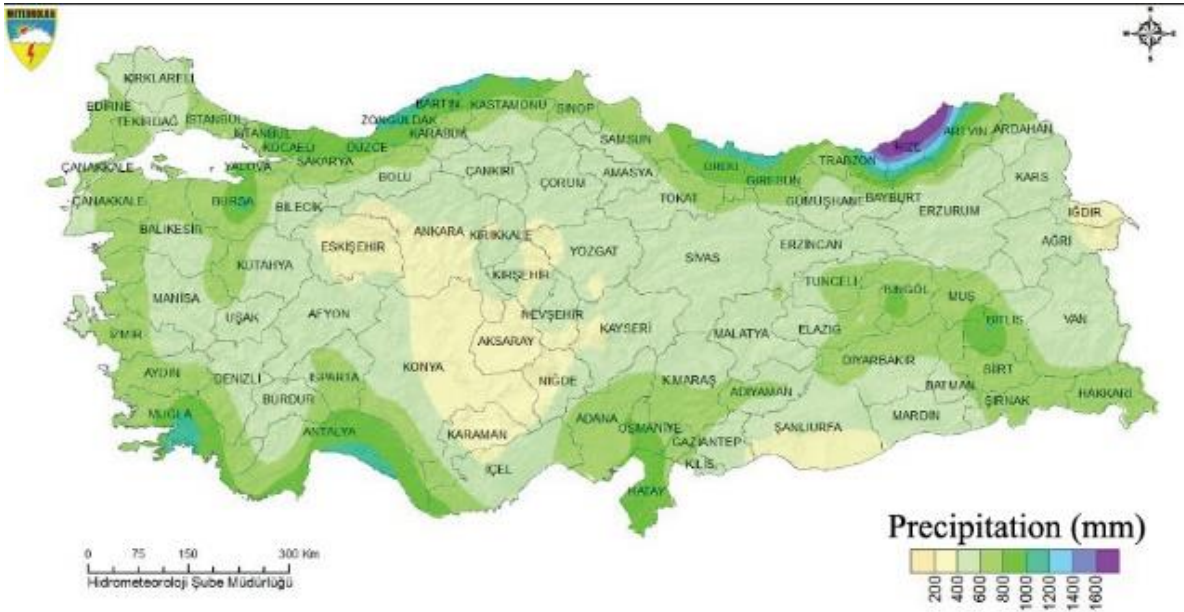 METEOROLOJİ
N
S
KIRKLARELİ
EDİRNE
TEKİRDAĞ
İSTANBUL
İSTANBUL
KOCAELİ
YALOVA
SAKARYA
DÜZCE
ZONGULDAK
BARTIN
KARABÜK
KASTAMONU
SİNOP
SAMSUN
ORDU
GİRESUN
TRABZON
RİZE
ARTVİN
ARDAHAN
ÇANAKKALE
ÇANAKKALE
BURSA
BİLECİK
BOLU
ÇANKIRI
ÇORUM
AMASYA
TOKAT
GÜMÜŞHANE
BAYBURT
ERZURUM
KARS
IĞDIR
AĞRI
BALIKESİR
KÜTAHYA
ESKİŞEHİR
ANKARA
KIRIKKALE
KIRŞEHİR
YOZGAT
SİVAS
ERZİNCAN
TUNCELİ
BİNGÖL
MUŞ
BİTLİS
VAN
MANİSA
UŞAK
AFYON
NEVŞEHİR
AKSARAY
KAYSERİ
MALATYA
ELAZIĞ
DİYARBAKIR
İZMİR
AYDIN
DENİZLİ
ISPARTA
BURDUR
KONYA
NİĞDE
K.MARAŞ
ADIYAMAN
BATMAN
SİİRT
ŞIRNAK
HAKKARİ
MUĞLA
ANTALYA
KARAMAN
İÇEL
ADANA
OSMANİYE
GAZİANTEP
KİLİS
ŞANLIURFA
MARDİN
HATAY
Precipitation (mm)
200 400 600 800 1000 1200 1400 1600
0 75 150 300 Km
Hidrometeoroloji Şube Müdürlüğü